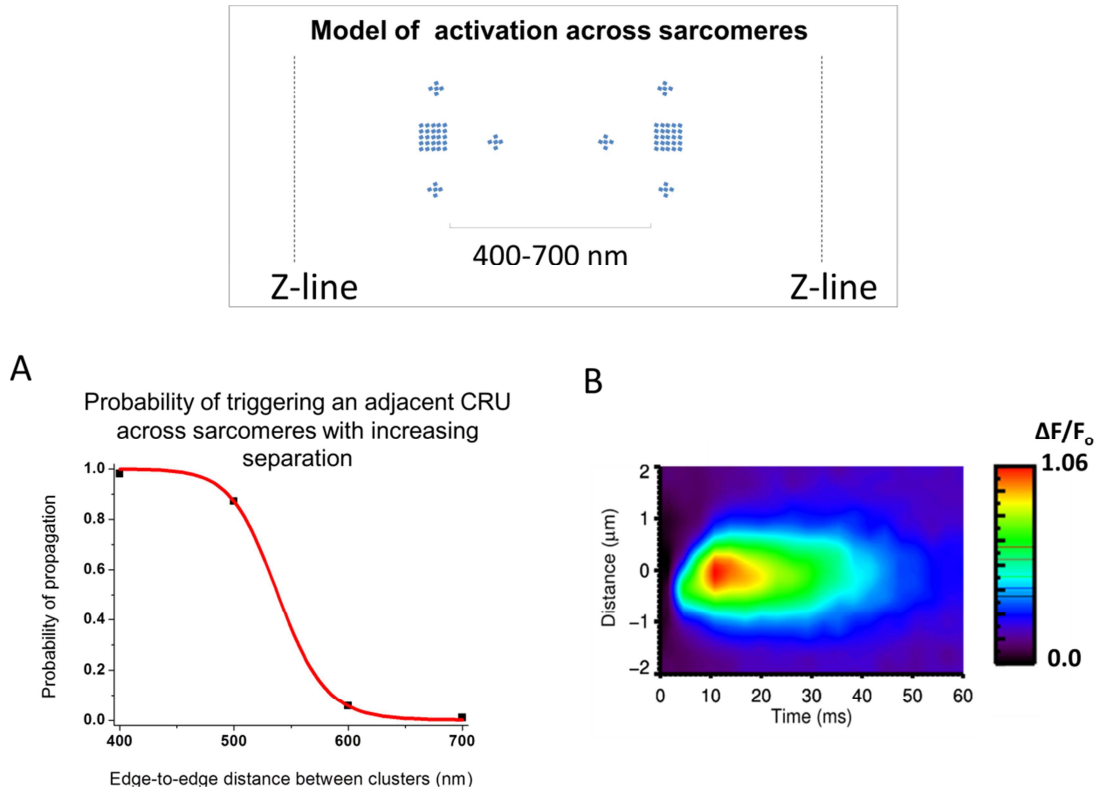 Model of activation across sarcomeres
400-700 nm
Z-line Z-line
A
Probability of triggering an adjacent CRU
across sarcomeres with increasing
separation
1.0
0.8
0.6
0.4
0.2
0.0
Probability of propagation
400 500 600 700
Edge-to-edge distance between clusters (nm)
B
2
1
0
−1
−2
Distance (μm)
0 10 20 30 40 50 60
Time (ms)
ΔF/Fₒ
1.06
0.0